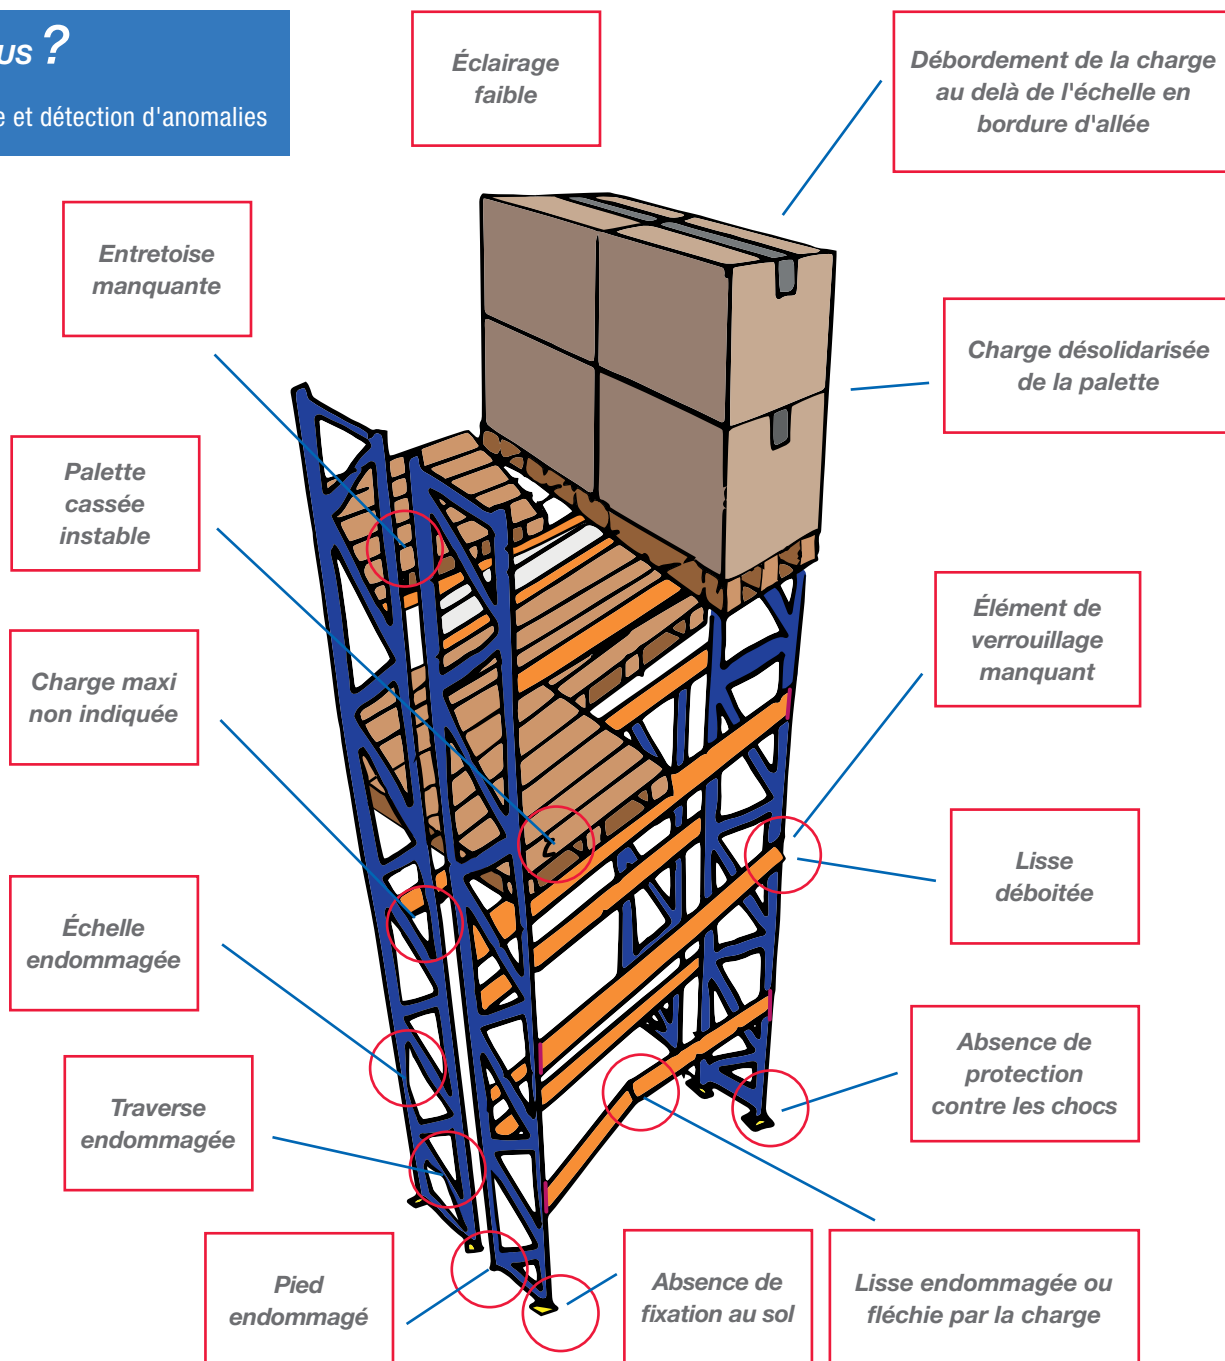 US ?
e et détection d'anomalies
Éclairage
faible
Débordement de la charge
au delà de l'échelle en
bordure d'allée
Entretoise
manquante
Charge désolidarisée
de la palette
Palette
cassée
instable
Élément de
verrouillage
manquant
Charge maxi
non indiquée
Lisse
déboitée
Échelle
endommagée
Absence de
protection
contre les chocs
Traverse
endommagée
Pied
endommagé
Absence de
fixation au sol
Lisse endommagée ou
fléchie par la charge